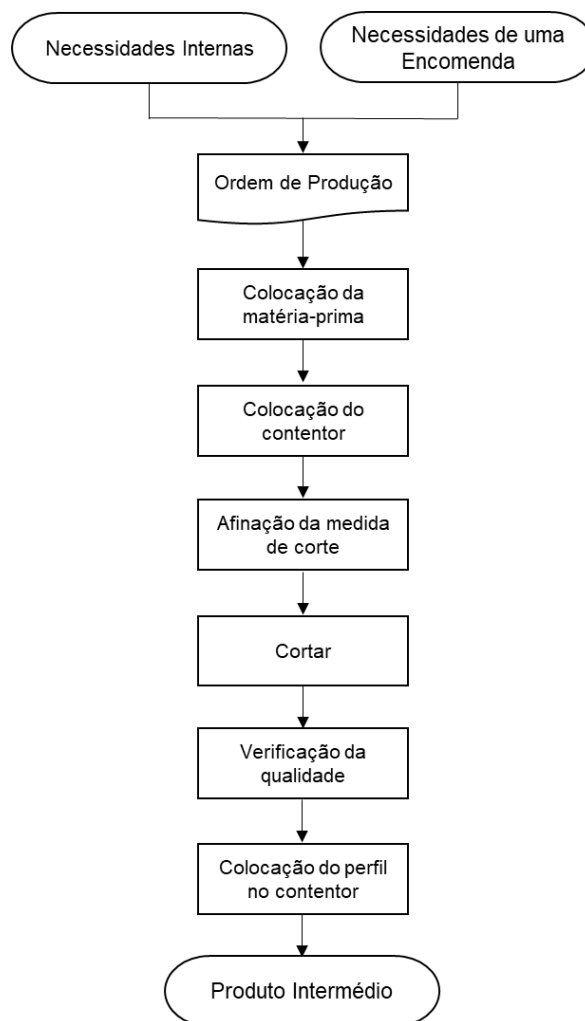 Necessidades Internas
Necessidades de uma
Encomenda
Ordem de Produção
Colocação da
matéria-prima
Colocação do
contentor
Afinação da medida
de corte
Cortar
Verificação da
qualidade
Colocação do perfil
no contentor
Produto Intermédio